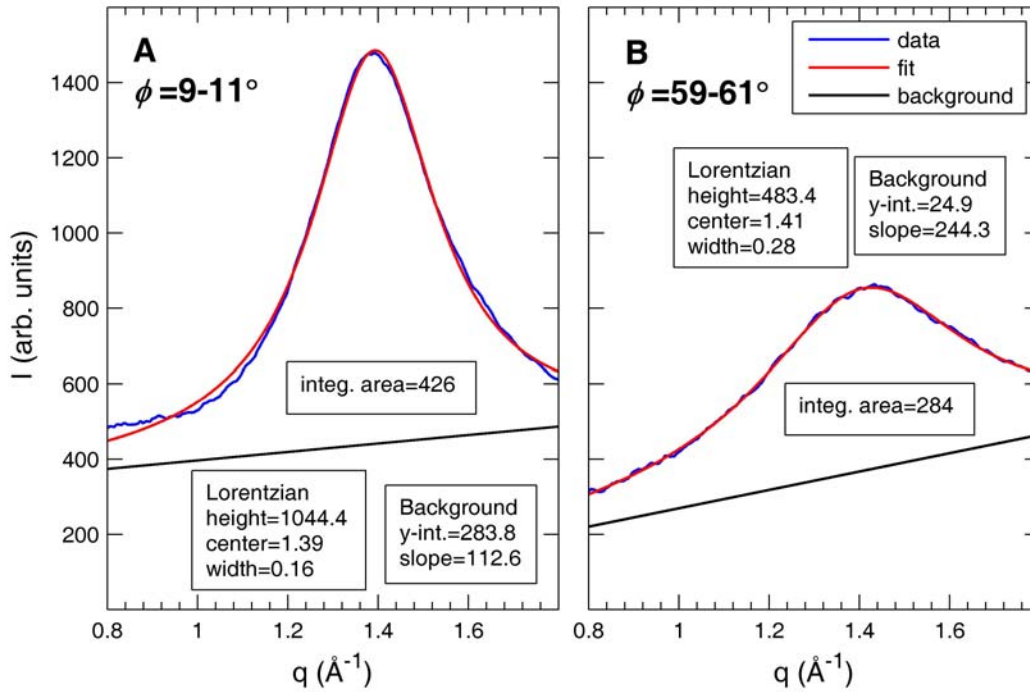 A
ϕ =9-11°
1400
1200
1000
800
600
400
200
I (arb. units)
integ. area=426
Lorentzian
height=1044.4
center=1.39
width=0.16
Background
y-int.=283.8
slope=112.6
0.8
1
1.2
1.4
1.6
q (Å⁻¹)
B
ϕ =59-61°
data
fit
background
Lorentzian
height=483.4
center=1.41
width=0.28
Background
y-int.=24.9
slope=244.3
integ. area=284
0.8
1
1.2
1.4
1.6
q (Å⁻¹)